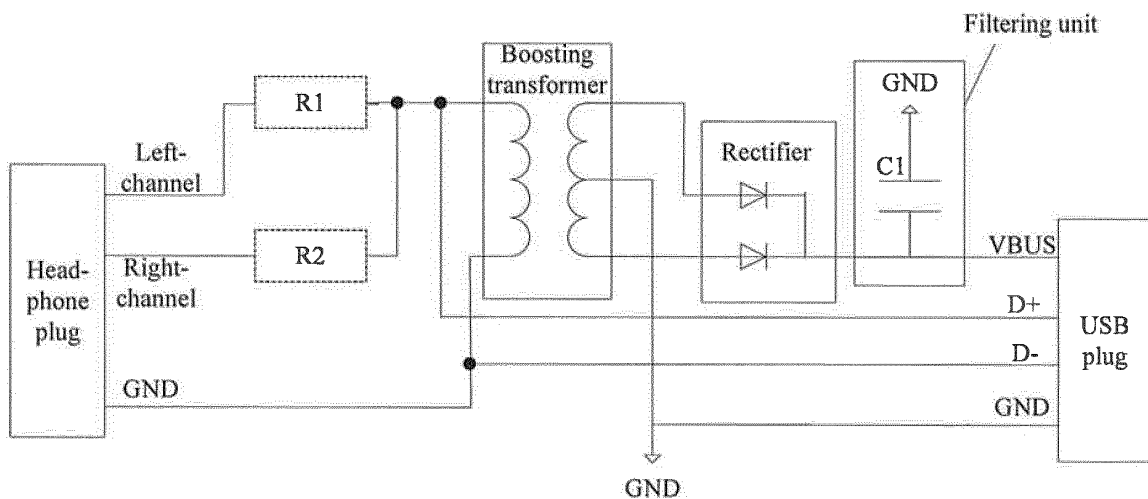 Filtering unit
Boosting
transformer
GND
R1
Rectifier
C1
Left-
channel
R2
VBUS
Head-
phone
plug
Right-
channel
D+
USB
plug
D-
GND
GND
GND